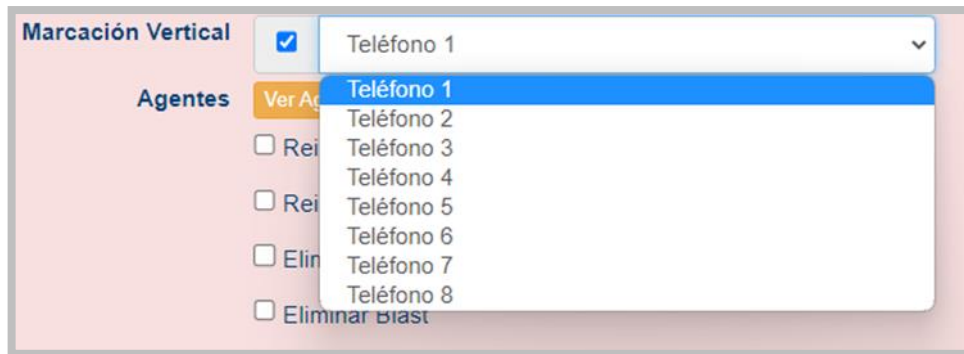 Marcación Vertical
Teléfono 1
Agentes
Ver
Teléfono 1
Teléfono 2
Teléfono 3
Teléfono 4
Teléfono 5
Teléfono 6
Teléfono 7
Teléfono 8
Eliminar Blast